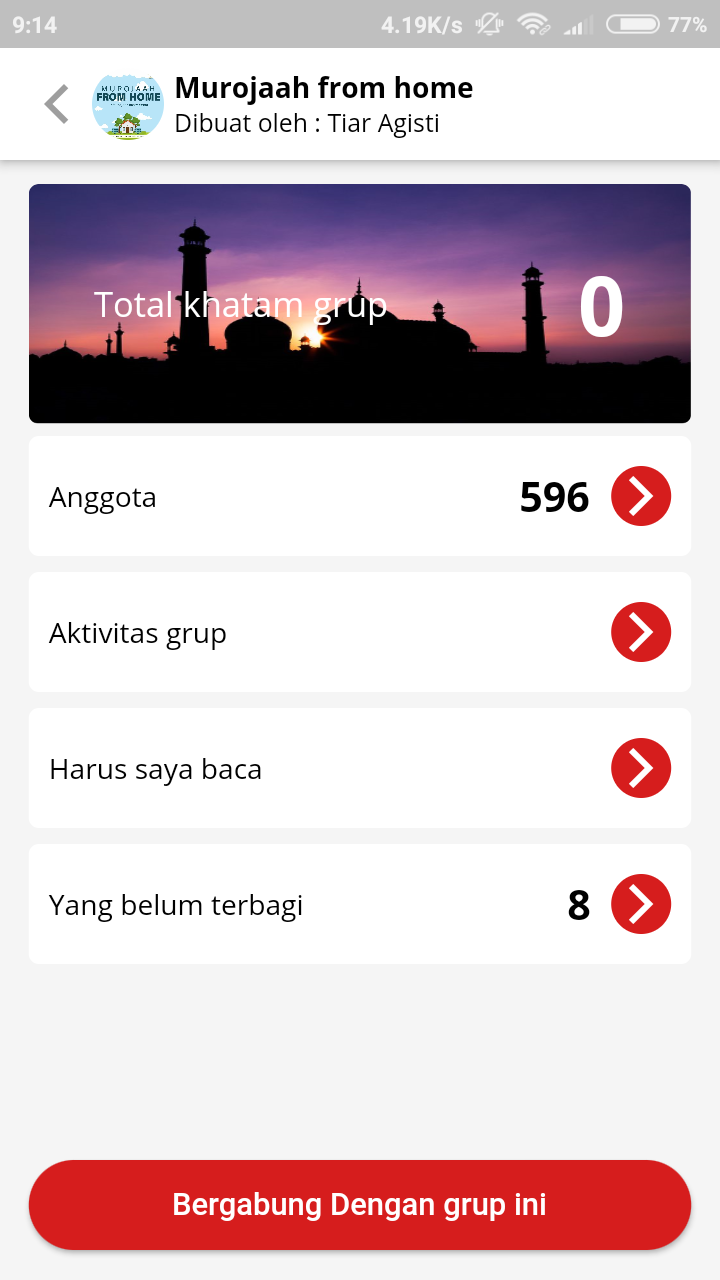 9:14
4.19K/s
77%
MUROJAAH
FROM HOME
Murojaah from home
Dibuat oleh : Tiar Agisti
Total khatam grup
0
Anggota
596
Aktivitas grup
Harus saya baca
Yang belum terbagi
8
Bergabung Dengan grup ini